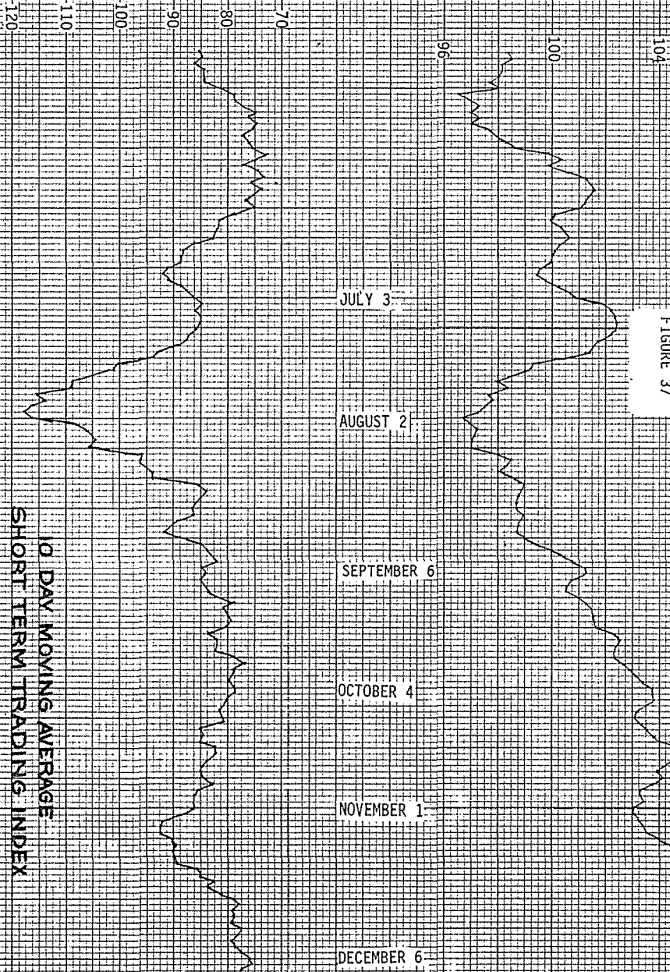 FIGURE 37
104
100
96
70
80
90
100
110
120
JULY 3
AUGUST 2
SEPTEMBER 6
OCTOBER 4
NOVEMBER 1
DECEMBER 6
10 DAY MOVING AVERAGE
SHORT TERM TRADING INDEX